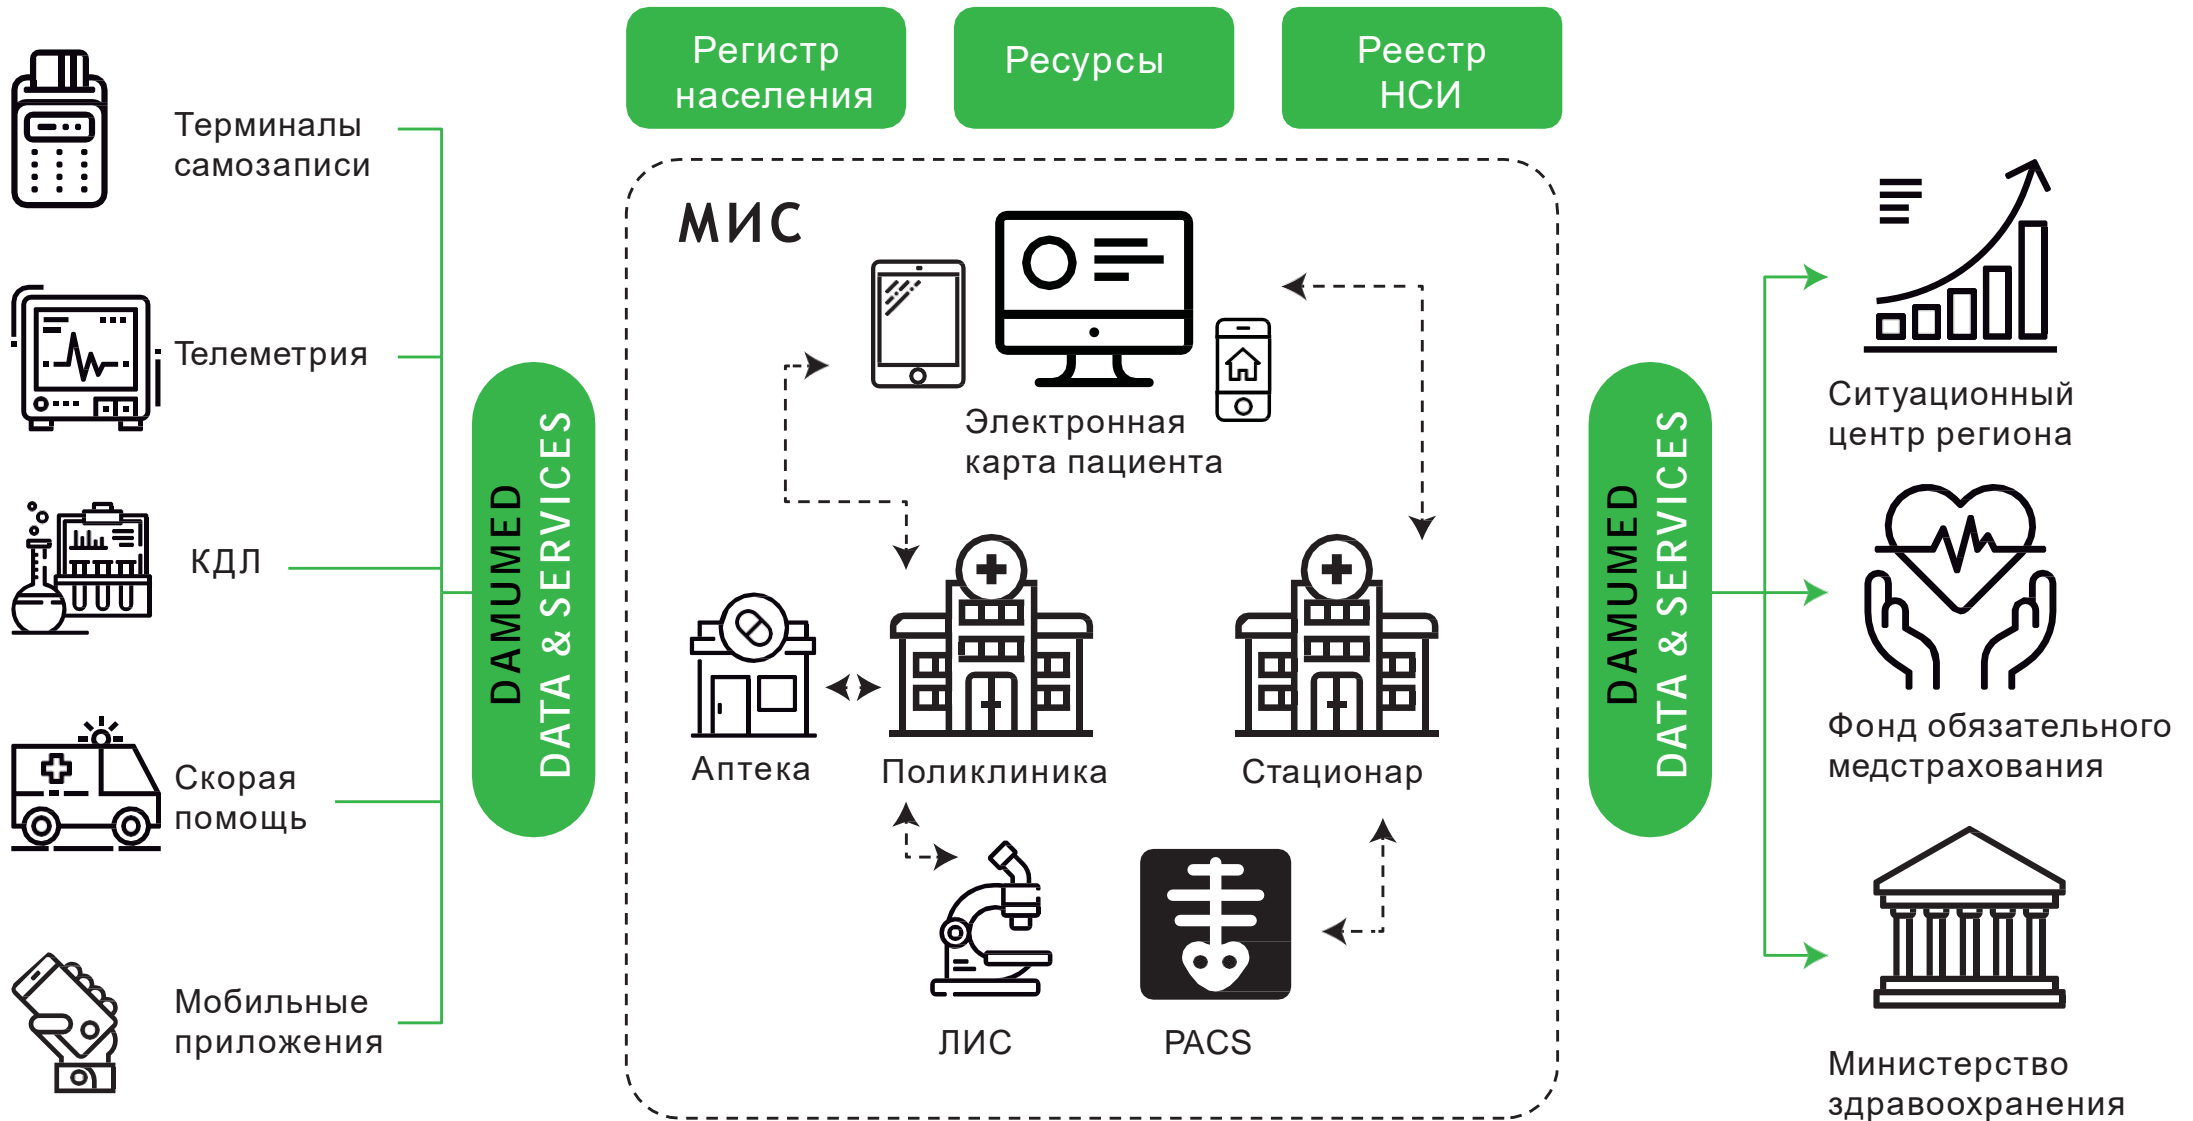 Регистр
населения
Ресурсы
Реестр
НСИ
Терминалы
самозаписи
Телеметрия
КДЛ
Скорая
помощь
Мобильные
приложения
DAMUMED
DATA & SERVICES
МИС
Электронная
карта пациента
Аптека
Поликлиника
Стационар
ЛИС
PACS
DAMUMED
DATA & SERVICES
Ситуационный
центр региона
Фонд обязательного
медстрахования
Министерство
здравоохранения